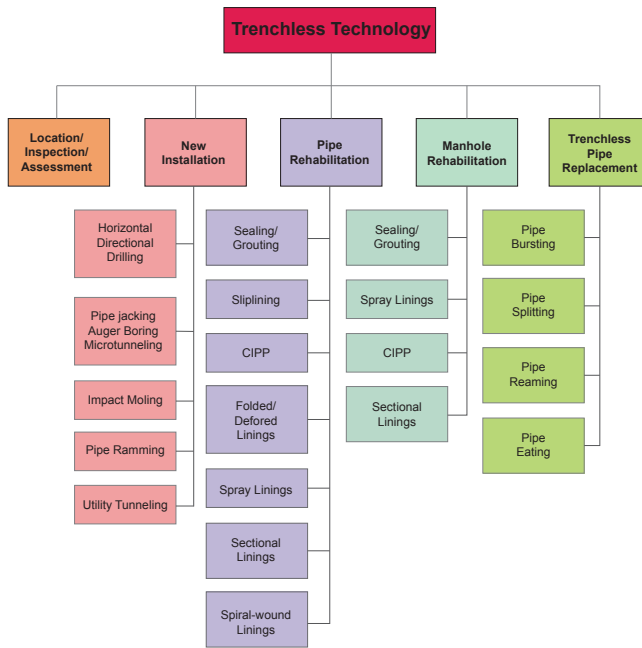 Trenchless Technology
Location/
Inspection/
Assessment
New
Installation
Pipe
Rehabilitation
Manhole
Rehabilitation
Trenchless
Pipe
Replacement
Horizontal
Directional
Drilling
Pipe jacking
Auger Boring
Microtunneling
Impact Moling
Pipe Ramming
Utility Tunneling
Sealing/
Grouting
Sliplining
CIPP
Folded/
Defored
Linings
Spray Linings
Sectional
Linings
Spiral-wound
Linings
Sealing/
Grouting
Spray Linings
CIPP
Sectional
Linings
Pipe
Bursting
Pipe
Splitting
Pipe
Reaming
Pipe
Eating